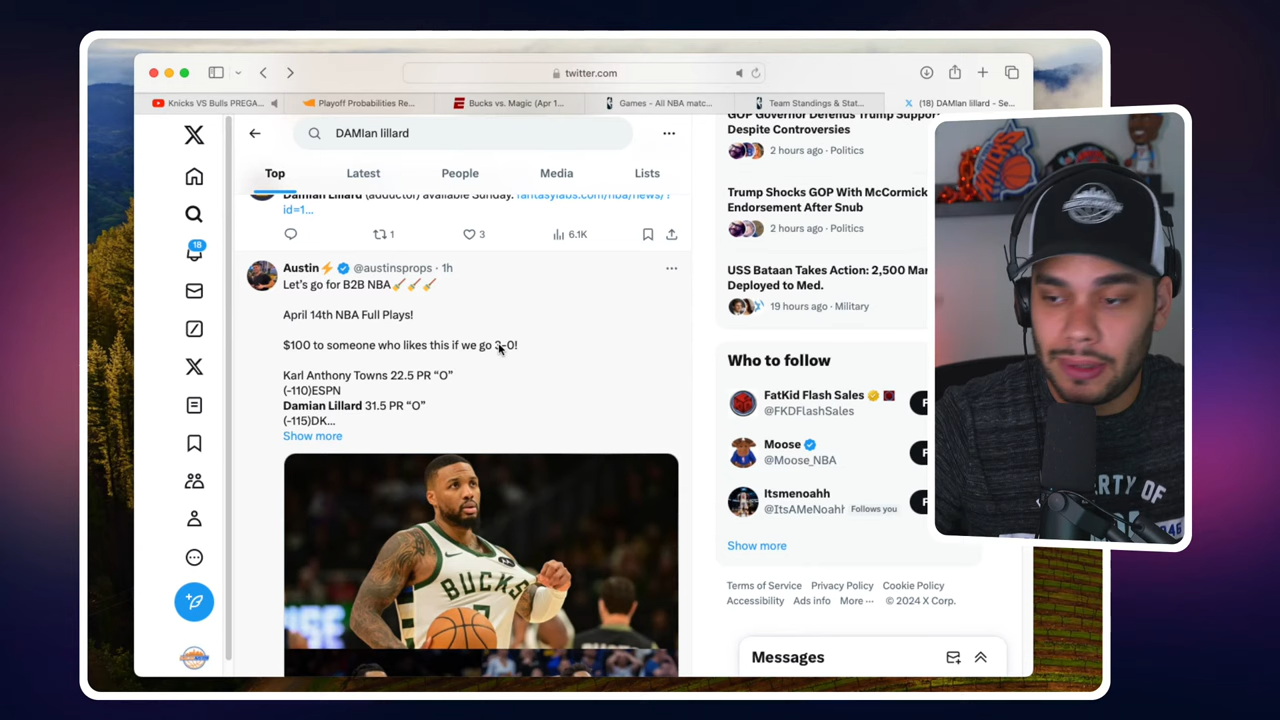 twitter.com
Knicks VS Bulls PREGA...
Playoff Probabilities Re...
Bucks vs. Magic (Apr 1...
Games - All NBA matc...
Team Standings & Stat...
(18) DAMIan lillard - Se...
DAMIan lillard
Top
Latest
People
Media
Lists
Damian Lillard (adductor) available Sunday. fantasylabs.com/nba/news/?
id=1...
1
3
6.1K
18
Austin⚡ @austinsprops · 1h
Let's go for B2B NBA🧹🧹🧹
April 14th NBA Full Plays!
$100 to someone who likes this if we go 3-0!
Karl Anthony Towns 22.5 PR “O”
(-110)ESPN
Damian Lillard 31.5 PR “O”
(-115)DK...
Show more
BUCKS
GOP Governor Defends Trump Support
Despite Controversies
2 hours ago · Politics
Trump Shocks GOP With McCormick
Endorsement After Snub
2 hours ago · Politics
USS Bataan Takes Action: 2,500 Mar
Deployed to Med.
19 hours ago · Military
Who to follow
FatKid Flash Sales
@FKDFlashSales
F
Moose
@Moose_NBA
F
Itsmenoahh
@ItsAMeNoahh Follows you
F
Show more
Terms of Service Privacy Policy Cookie Policy
Accessibility Ads info More ··· © 2024 X Corp.
Messages
KNICKS
RTY OF
1946